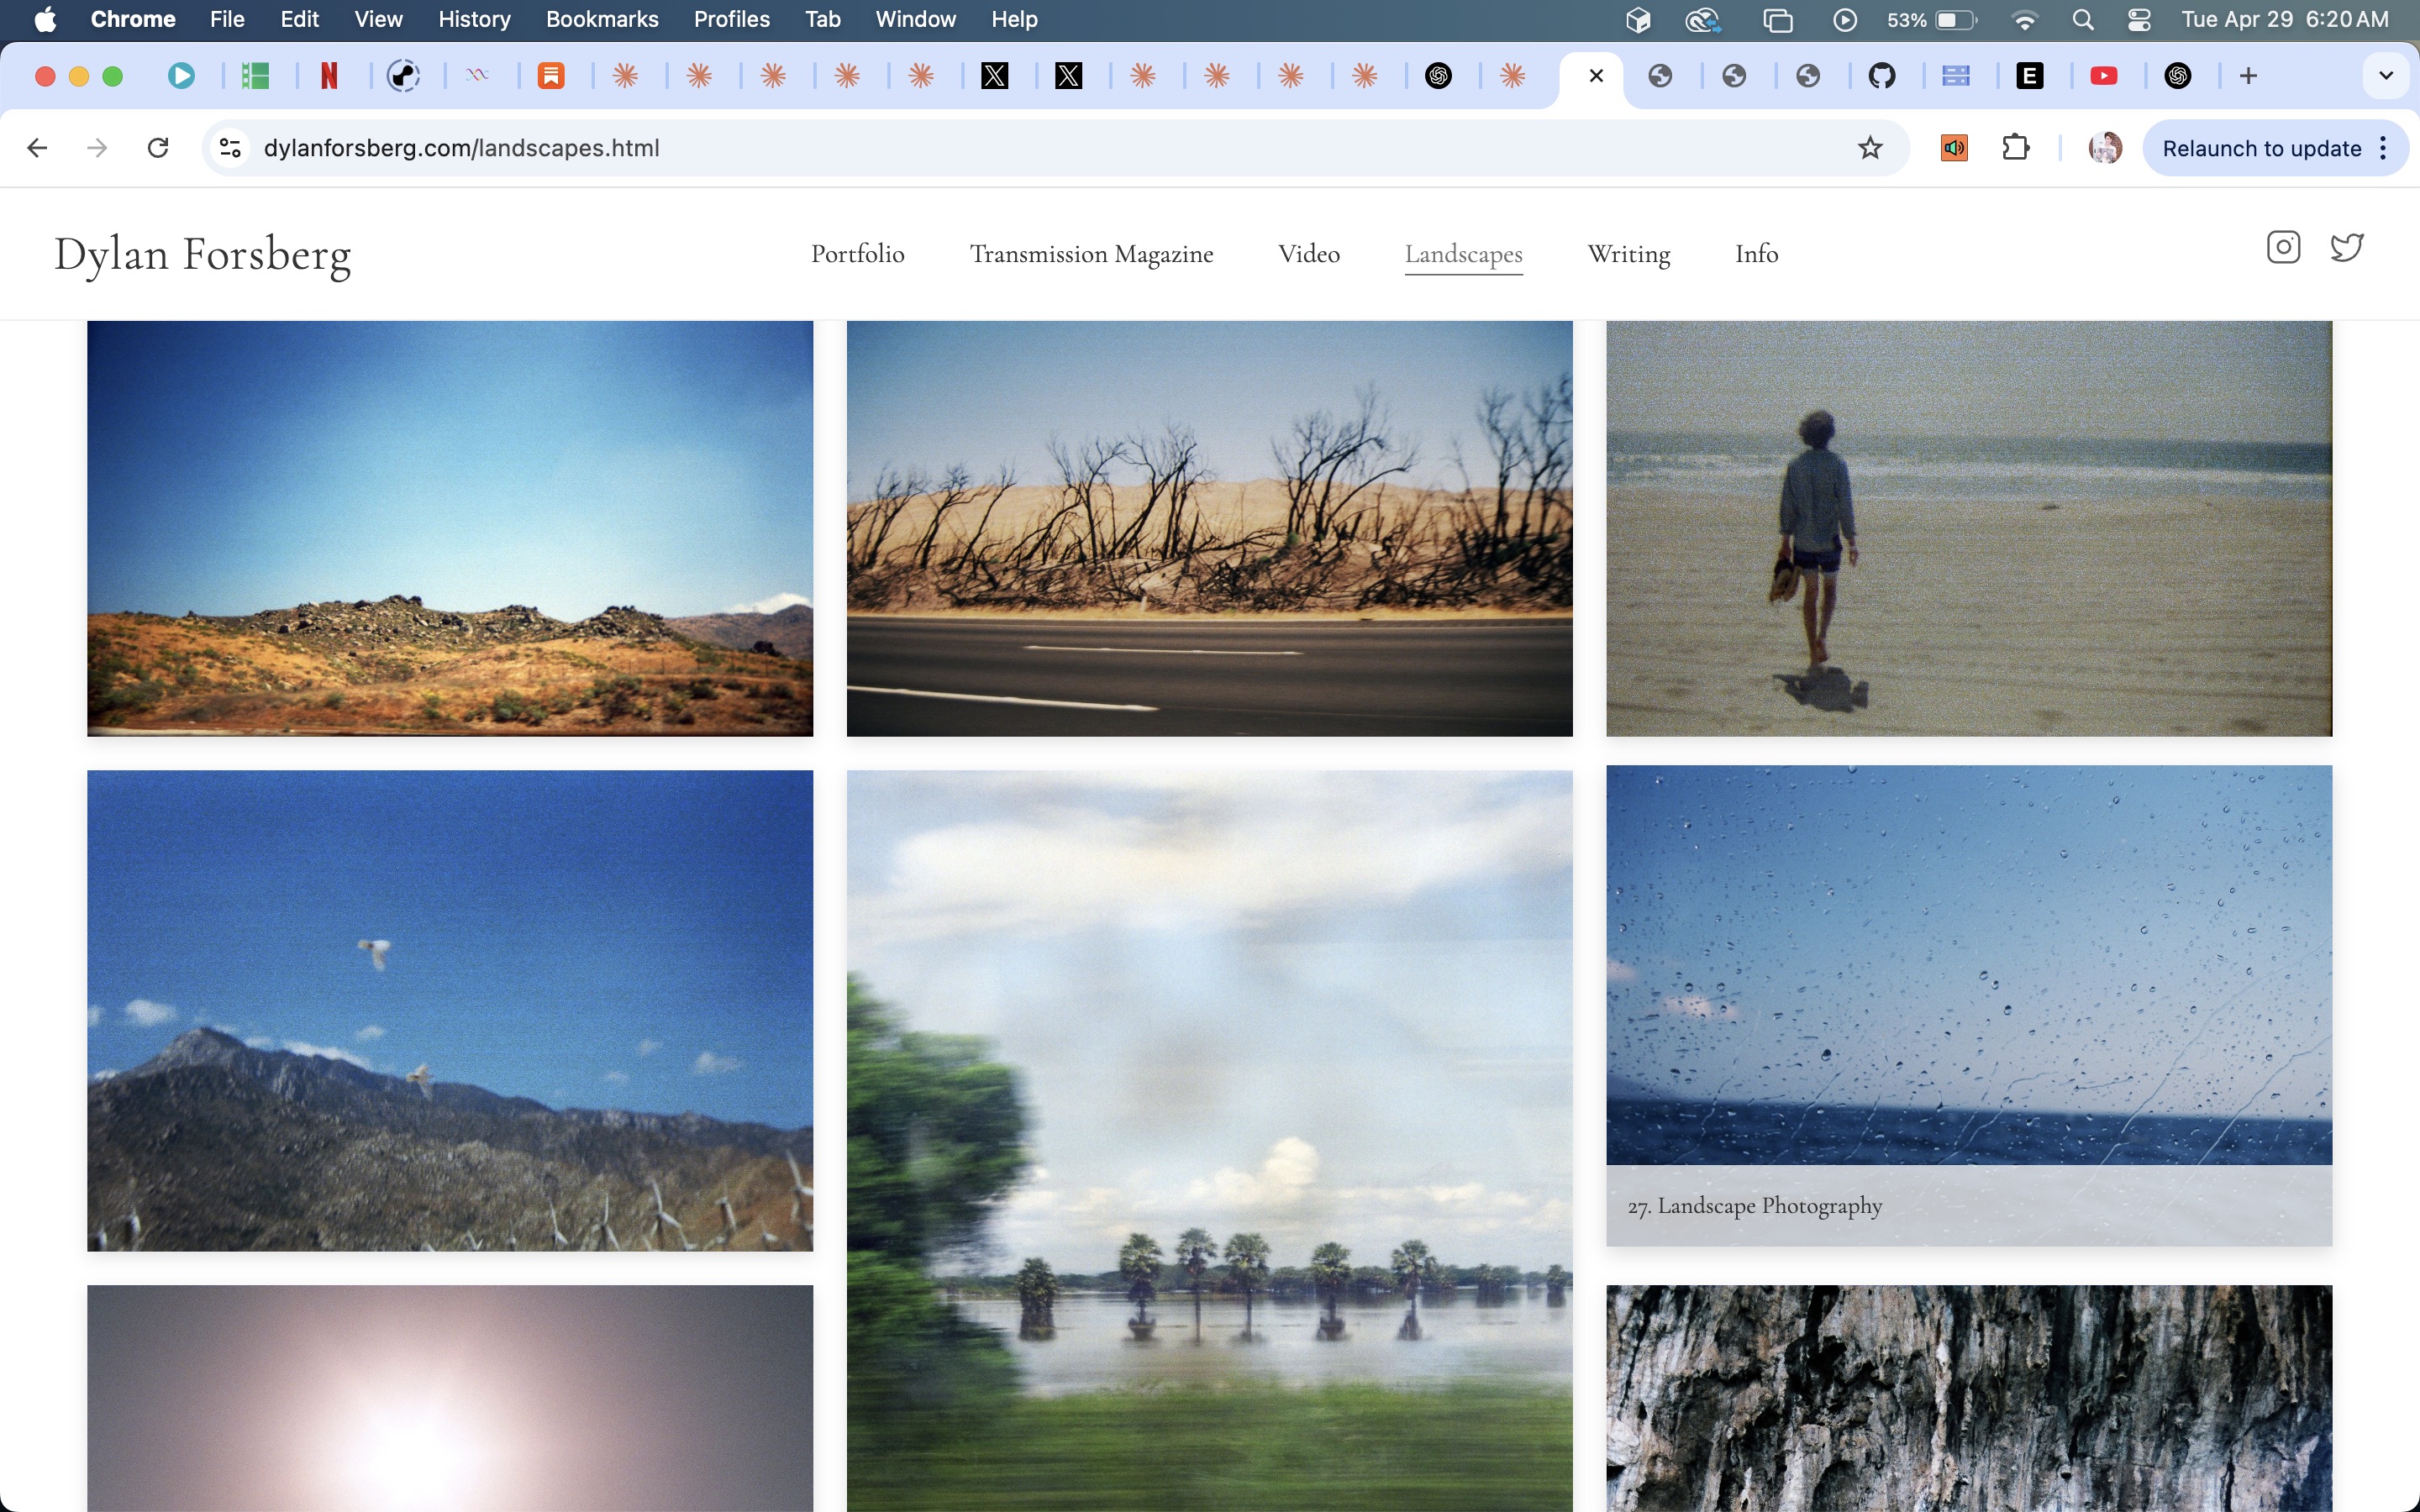 Chrome File Edit View History Bookmarks Profiles Tab Window Help 53% Tue Apr 29 6:20 AM
dylanforsberg.com/landscapes.html Relaunch to update
Dylan Forsberg Portfolio Transmission Magazine Video Landscapes Writing Info
27. Landscape Photography